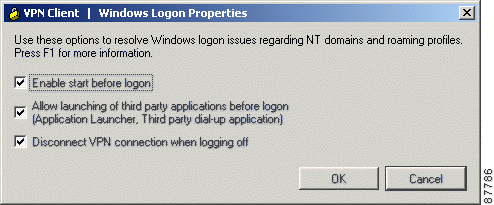 VPN Client | Windows Logon Properties
Use these options to resolve Windows logon issues regarding NT domains and roaming profiles.
Press F1 for more information.
Enable start before logon
Allow launching of third party applications before logon
(Application Launcher, Third party dial-up application)
Disconnect VPN connection when logging off
OK
Cancel
87786